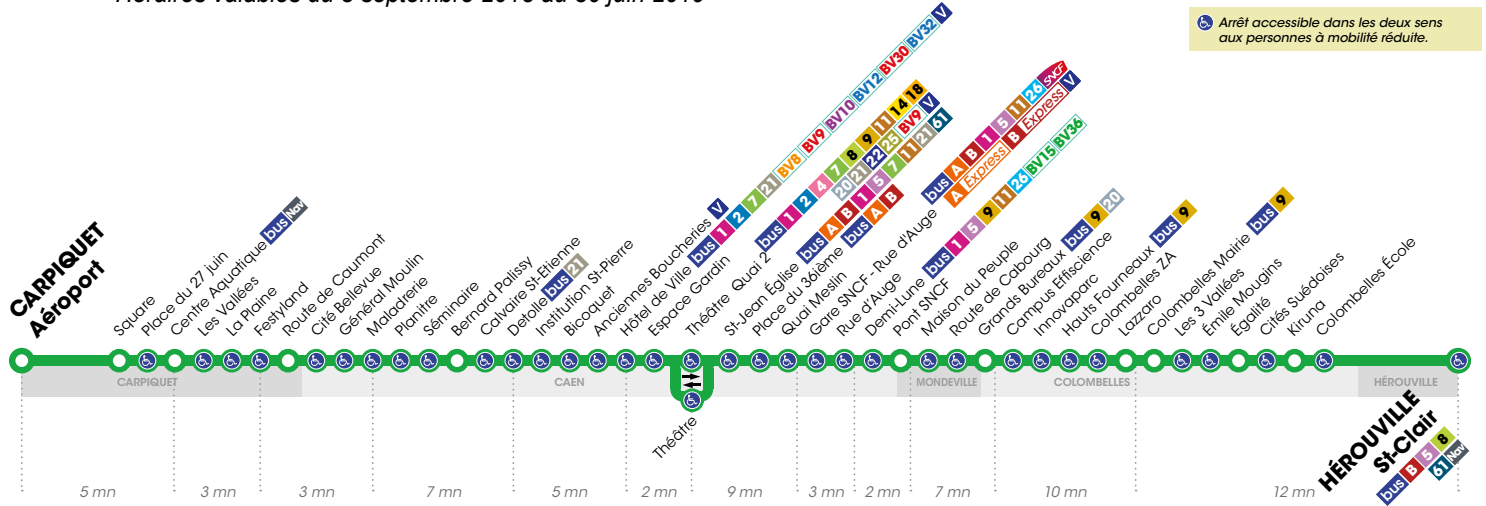 Horaires valables du septembre au juin
Arrêt accessible dans les deux sens
aux personnes à mobilité réduite.
CARPIQUET
Aéroport
Square
Place du 27 juin
Centre Aquatique bus Nav
Les Vallées
La Plaine
Festyland
Route de Caumont
Cité Bellevue
Général Moulin
Maladrerie
Planitre
Séminaire
Bernard Palissy
Calvaire St-Etienne
Detolle bus 21
Institution St-Pierre
Bicoquet
Anciennes Boucheries V
Hôtel de Ville bus 1 2 7 21 BV8 BV9 BV10 BV12 BV30 BV32 V
Espace Gardin
Théâtre Quai 2 bus 1 2 4 7 8 9 11 14 18
20 21 22 25 BV9 V
St-Jean Église bus A B 1 5 7 11 21 61
Place du 36ième bus A B
Quai Meslin
Gare SNCF - Rue d'Auge bus A B 1 5 11 26 SNCF
A Express B Express V
Rue d'Auge
Demi-Lune bus 1 5 9 11 26 BV15 BV36
Pont SNCF
Maison du Peuple
Route de Cabourg
Grands Bureaux bus 9 20
Campus Effiscience
Innovaparc
Hauts Fourneaux bus 9
Colombelles ZA
Lazzaro
Colombelles Mairie bus 9
Les 3 Vallées
Emile Mougins
Egalité
Cités Suédoises
Kiruna
Colombelles École
CARPIQUET
CAEN
MONDEVILLE
COLOMBELLES
HÉROUVILLE
Théâtre
HÉROUVILLE
St-Clair
bus B 5 8
61 Nav
5 mn
3 mn
3 mn
7 mn
5 mn
2 mn
9 mn
3 mn
2 mn
7 mn
10 mn
12 mn